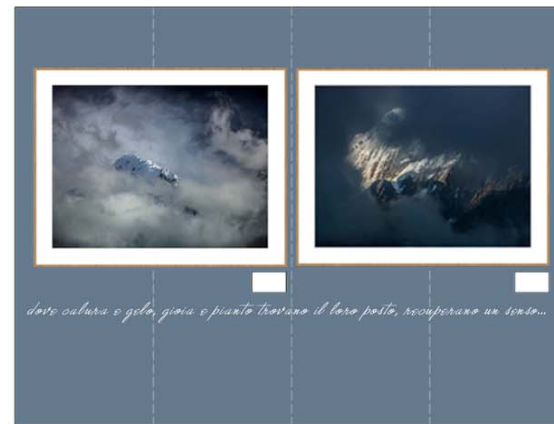 dove calura e gelo, gioia e pianto trovano il loro posto, recuperano un senso...